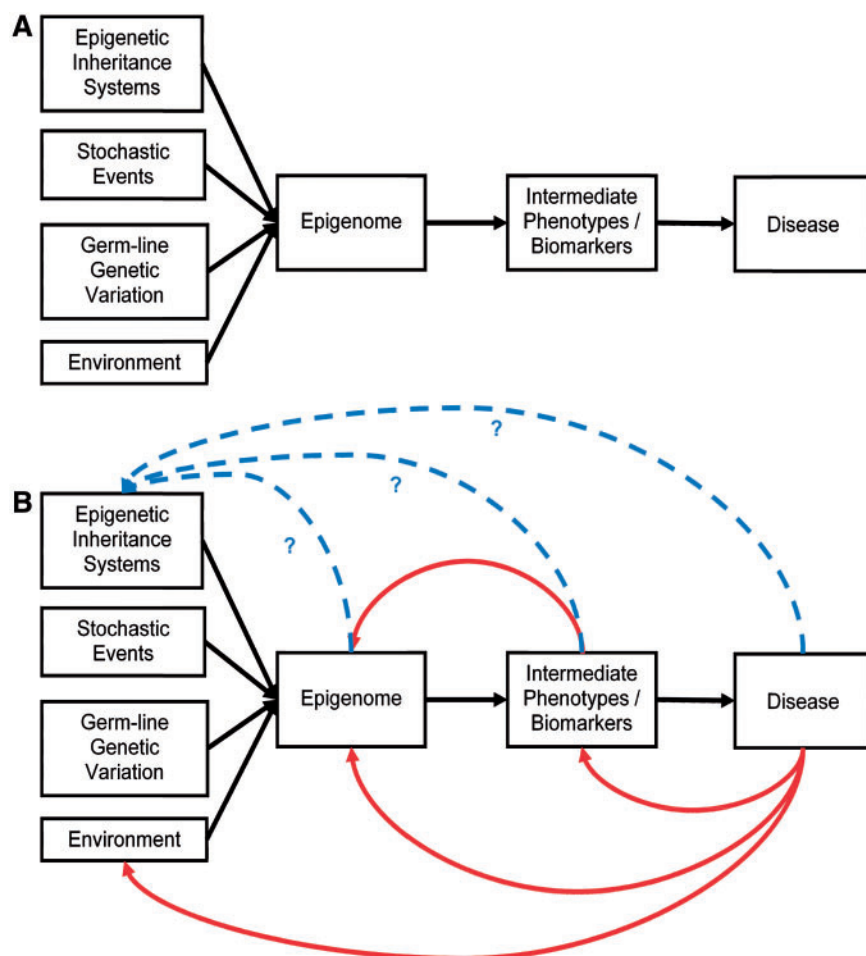 A
Epigenetic
Inheritance
Systems
Stochastic
Events
Germ-line
Genetic
Variation
Environment
Epigenome
Intermediate
Phenotypes /
Biomarkers
Disease
?
?
?
B
Epigenetic
Inheritance
Systems
Stochastic
Events
Germ-line
Genetic
Variation
Environment
Epigenome
Intermediate
Phenotypes /
Biomarkers
Disease